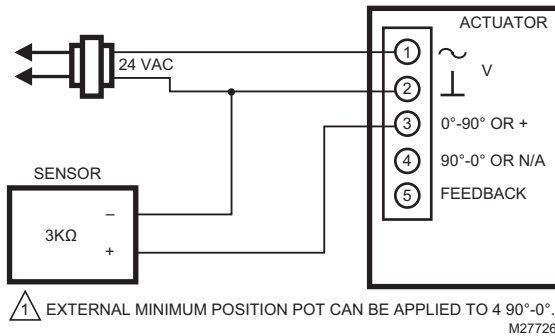 ACTUATOR
24 VAC
1
V
2
3 0°-90° OR +
4 90°-0° OR N/A
5 FEEDBACK
SENSOR
–
3KΩ
+
1 EXTERNAL MINIMUM POSITION POT CAN BE APPLIED TO 4 90°-0°.
M27726